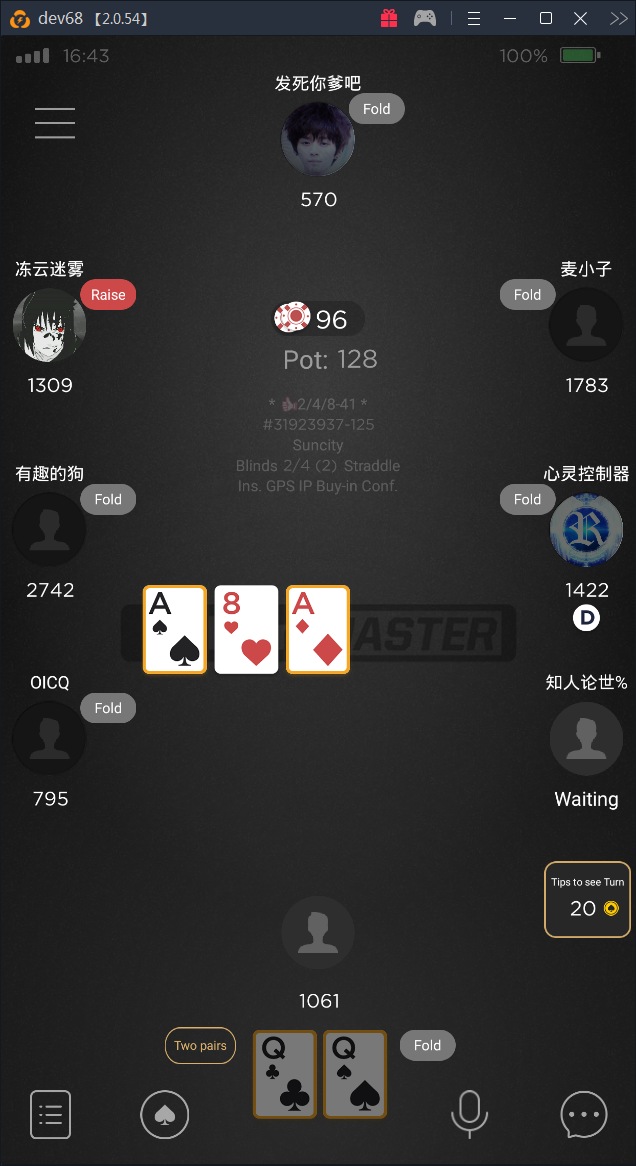 dev68 【2.0.54】
16:43
100%
发死你爹吧
Fold
570
冻云迷雾
Raise
1309
麦小子
Fold
1783
96
Pot: 128
* 2/4/8-41 *
#31923937-125
Suncity
Blinds 2/4 (2) Straddle
Ins. GPS IP Buy-in Conf.
有趣的狗
Fold
2742
心灵控制器
Fold
R
1422
D
A
8
A
MASTER
OICQ
Fold
795
知人论世%
Waiting
Tips to see Turn
20
1061
Two pairs
Q
Q
Fold